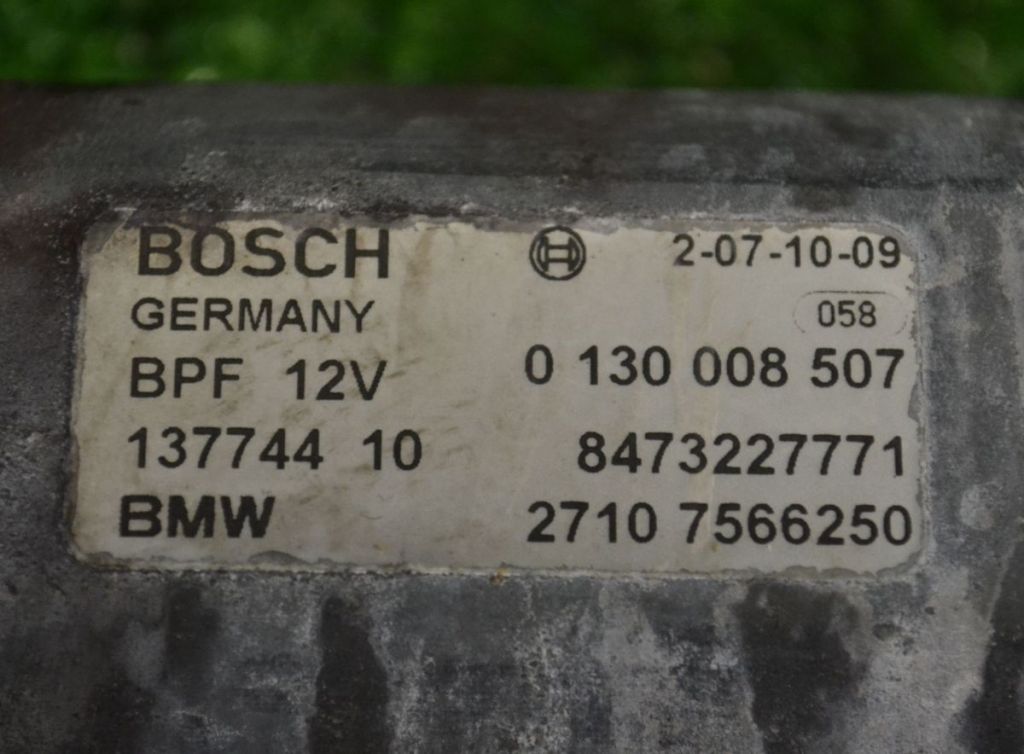 BOSCH 2-07-10-09
GERMANY 058
BPF 12V 0 130 008 507
137744 10 8473227771
BMW 2710 7566250